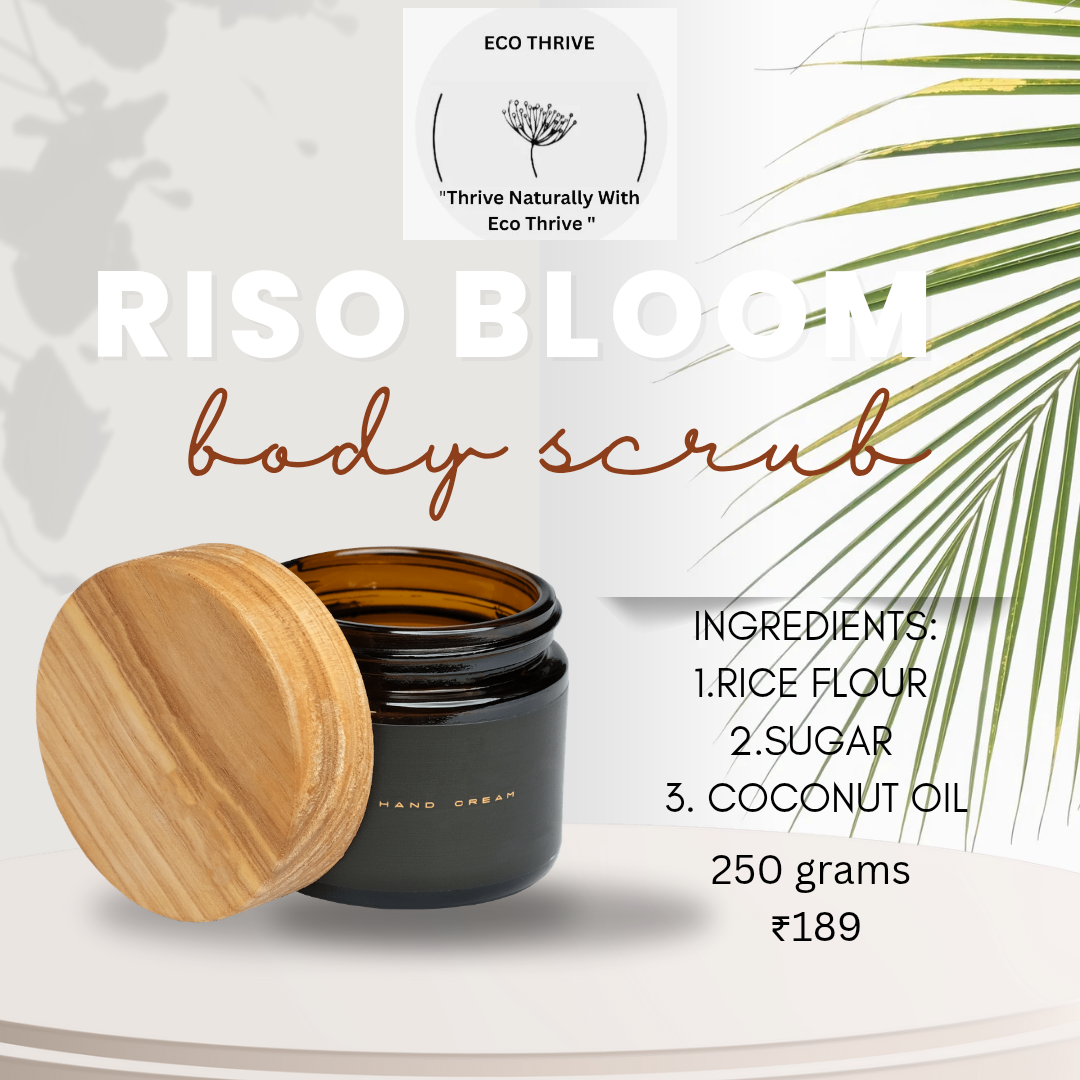 ECO THRIVE
"Thrive Naturally With
Eco Thrive "
RISO BLOOM
body scrub
HAND CREAM
INGREDIENTS:
1.RICE FLOUR
2.SUGAR
3. COCONUT OIL
250 grams
₹189